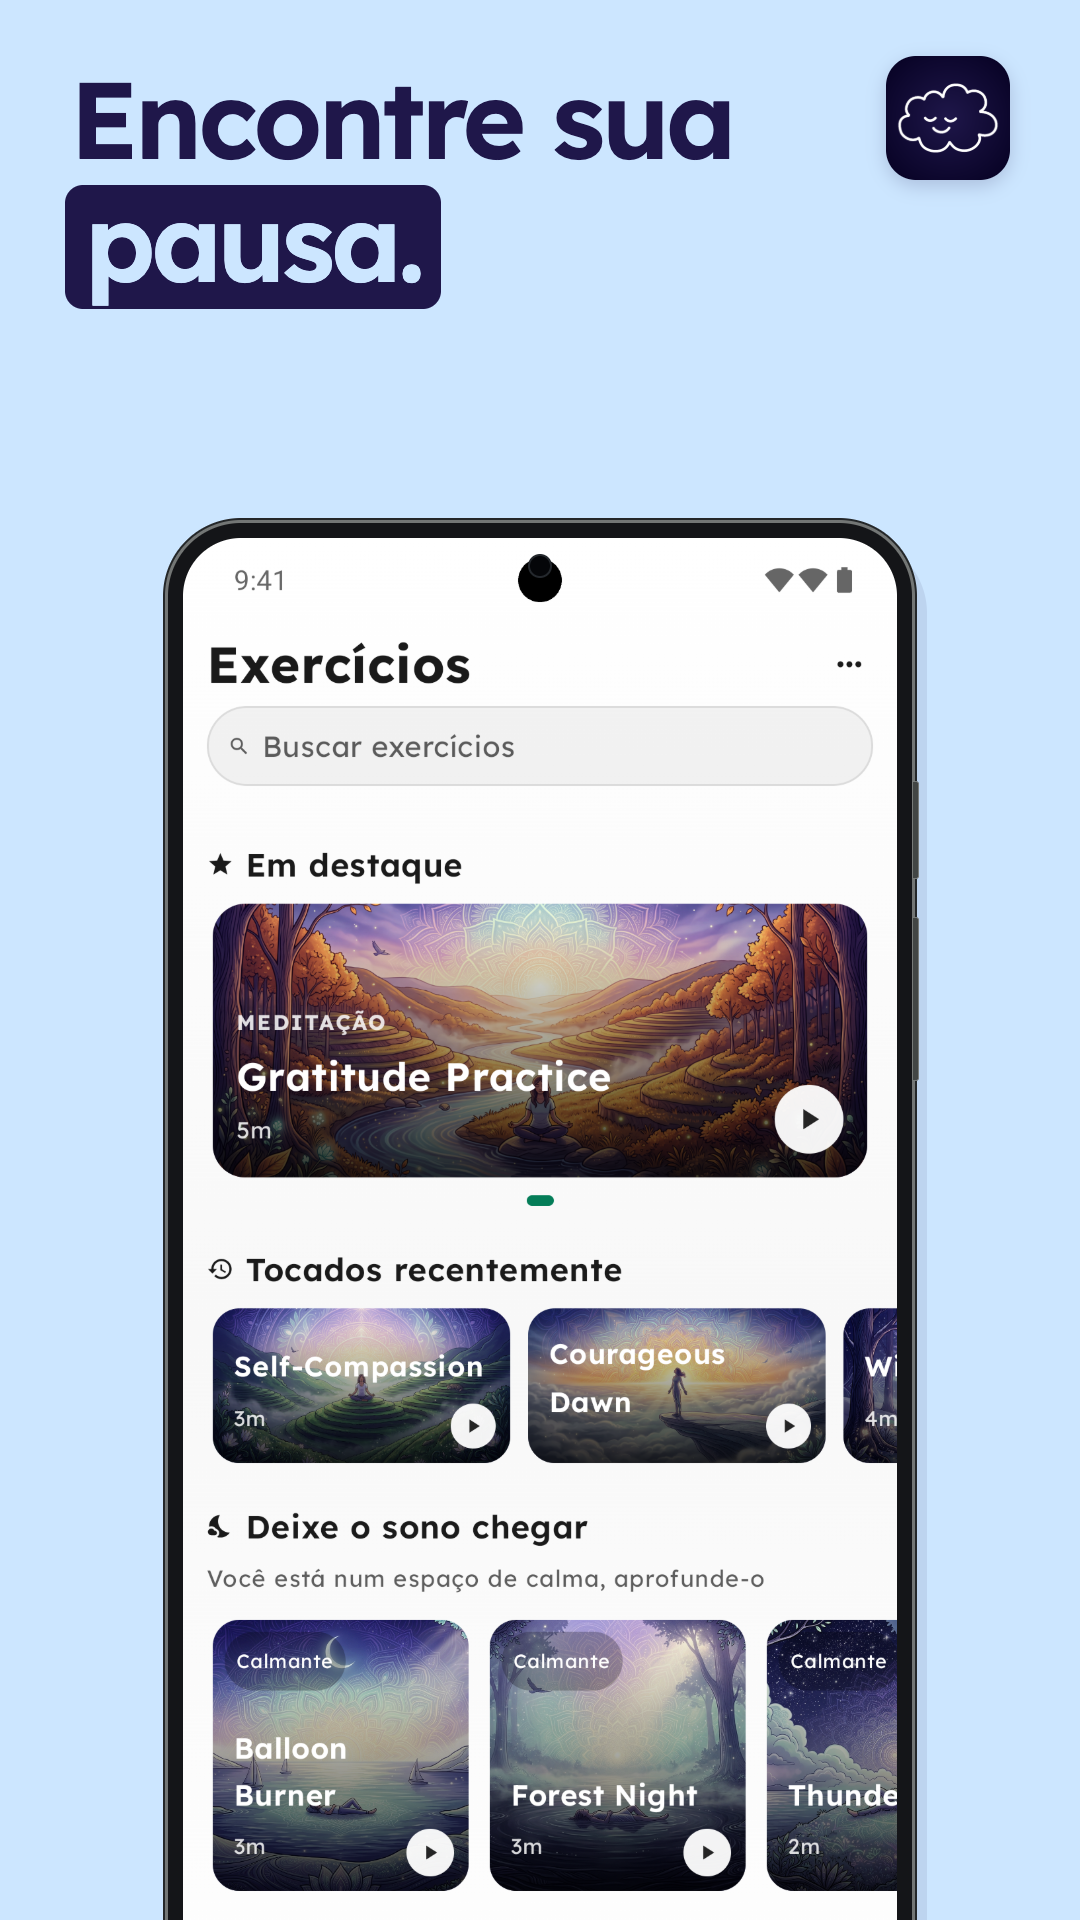 Encontre sua
pausa.
9:41
Exercícios
Buscar exercícios
Em destaque
MEDITAÇÃO
Gratitude Practice
5m
Tocados recentemente
Self-Compassion
3m
Courageous
Dawn
Wi
4m
Deixe o sono chegar
Você está num espaço de calma, aprofunde-o
Calmante
Balloon
Burner
3m
Calmante
Forest Night
3m
Calmante
Thunde
2m